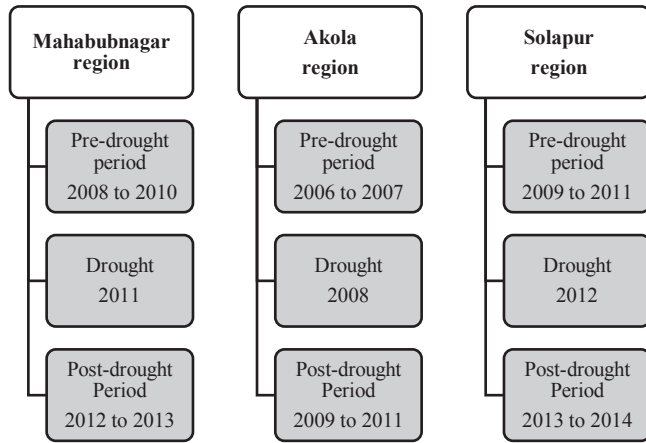 Mahabubnagar
region
Pre-drought
period
2008 to 2010
Drought
2011
Post-drought
Period
2012 to 2013
Akola
region
Pre-drought
period
2006 to 2007
Drought
2008
Post-drought
Period
2009 to 2011
Solapur
region
Pre-drought
period
2009 to 2011
Drought
2012
Post-drought
Period
2013 to 2014